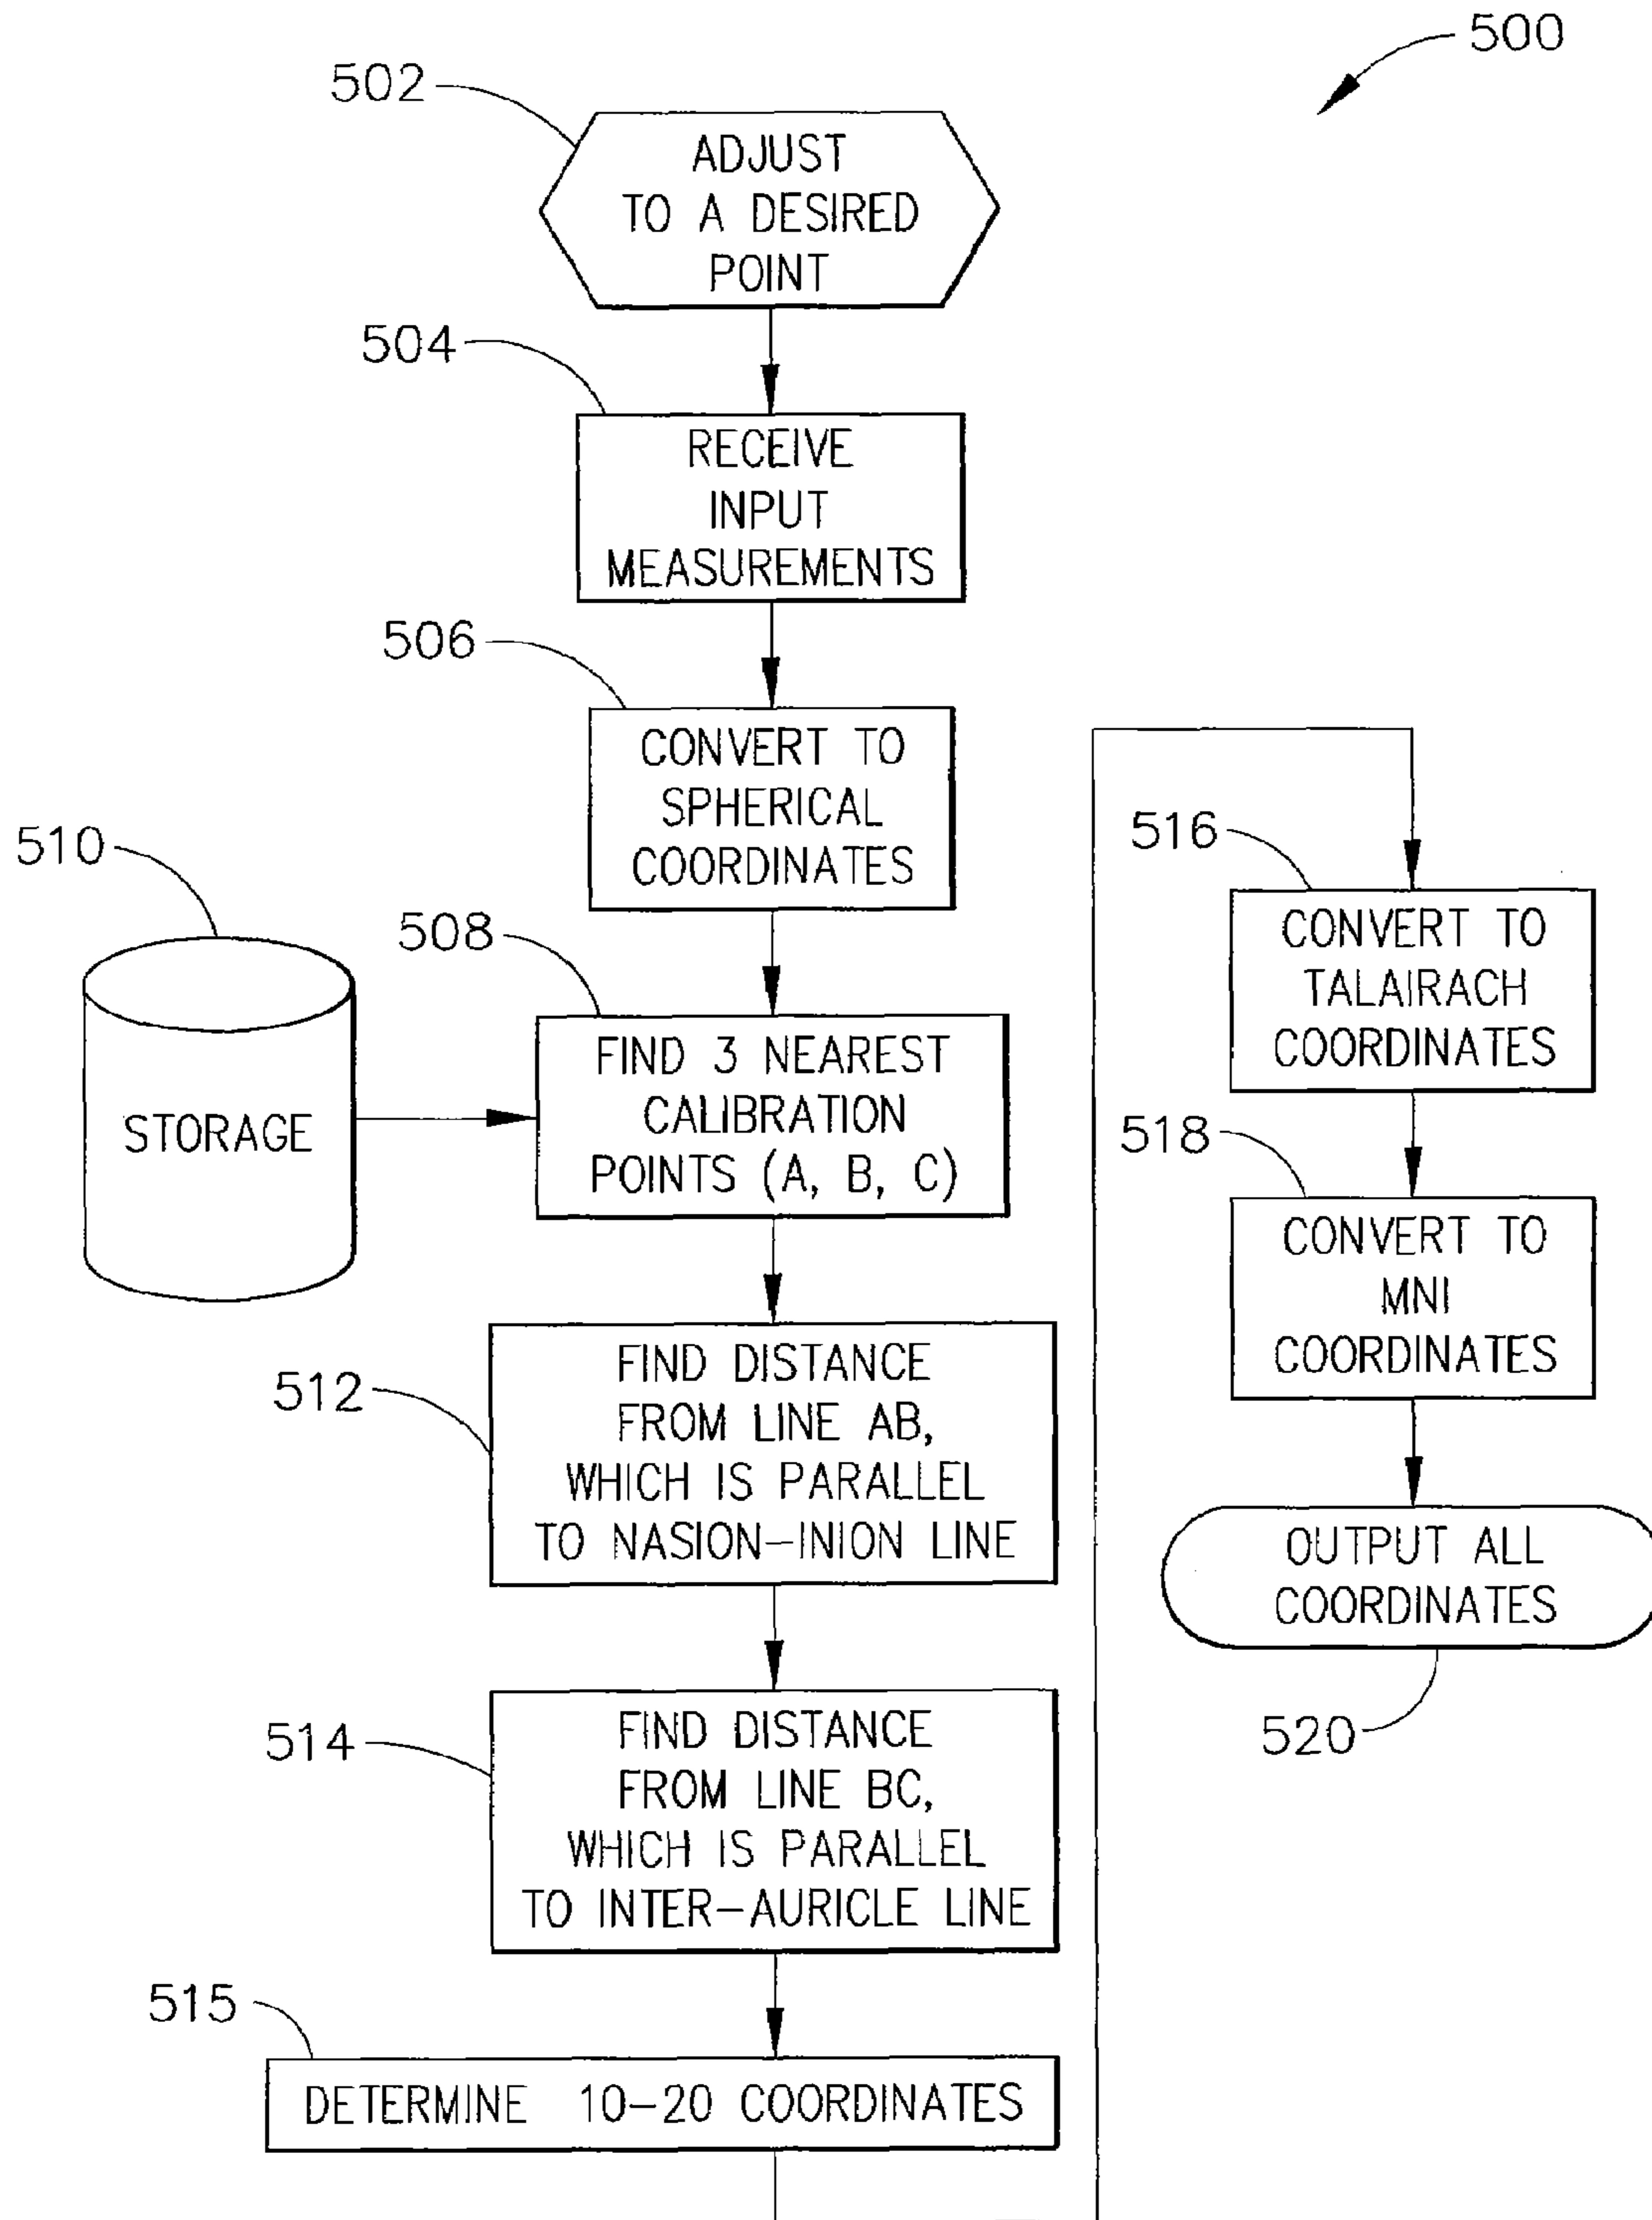 500
502
ADJUST
TO A DESIRED
POINT
504
RECEIVE
INPUT
MEASUREMENTS
506
CONVERT TO
SPHERICAL
COORDINATES
510
STORAGE
508
FIND 3 NEAREST
CALIBRATION
POINTS (A, B, C)
512
FIND DISTANCE
FROM LINE AB,
WHICH IS PARALLEL
TO NASION-INION LINE
514
FIND DISTANCE
FROM LINE BC,
WHICH IS PARALLEL
TO INTER-AURICLE LINE
515
DETERMINE 10-20 COORDINATES
516
CONVERT TO
TALAIRACH
COORDINATES
518
CONVERT TO
MNI
COORDINATES
OUTPUT ALL
COORDINATES
520